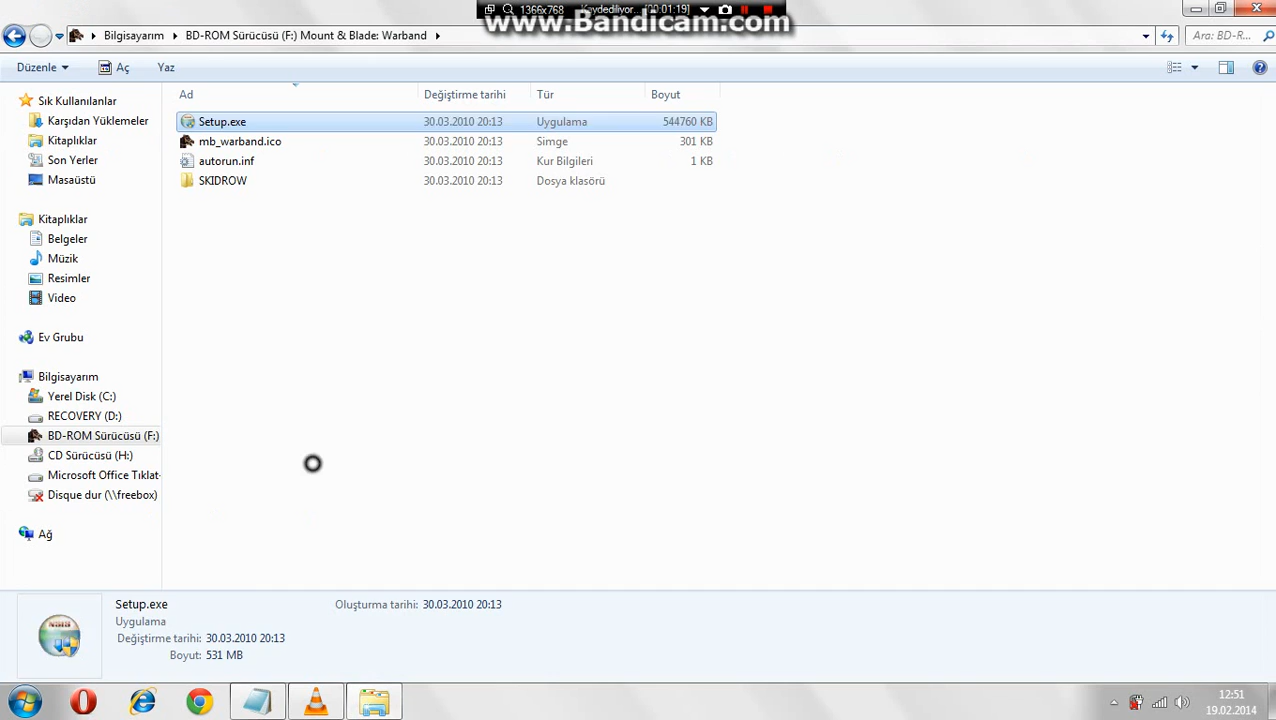 1366x768 Kaydediliyor... [00:01:19]
www.Bandicam.com
Bilgisayarım BD-ROM Sürücüsü (F:) Mount & Blade: Warband Ara: BD-R...
Düzenle Aç Yaz
Ad Değiştirme tarihi Tür Boyut
Setup.exe 30.03.2010 20:13 Uygulama 544760 KB
mb_warband.ico 30.03.2010 20:13 Simge 301 KB
autorun.inf 30.03.2010 20:13 Kur Bilgileri 1 KB
SKIDROW 30.03.2010 20:13 Dosya klasörü
Sık Kullanılanlar
Karşıdan Yüklemeler
Kitaplıklar
Son Yerler
Masaüstü
Kitaplıklar
Belgeler
Müzik
Resimler
Video
Ev Grubu
Bilgisayarım
Yerel Disk (C:)
RECOVERY (D:)
BD-ROM Sürücüsü (F:)
CD Sürücüsü (H:)
Microsoft Office Tıklat-
Disque dur (\\freebox)
Ağ
Setup.exe Oluşturma tarihi: 30.03.2010 20:13
Uygulama
Değiştirme tarihi: 30.03.2010 20:13
Boyut: 531 MB
12:51
19.02.2014